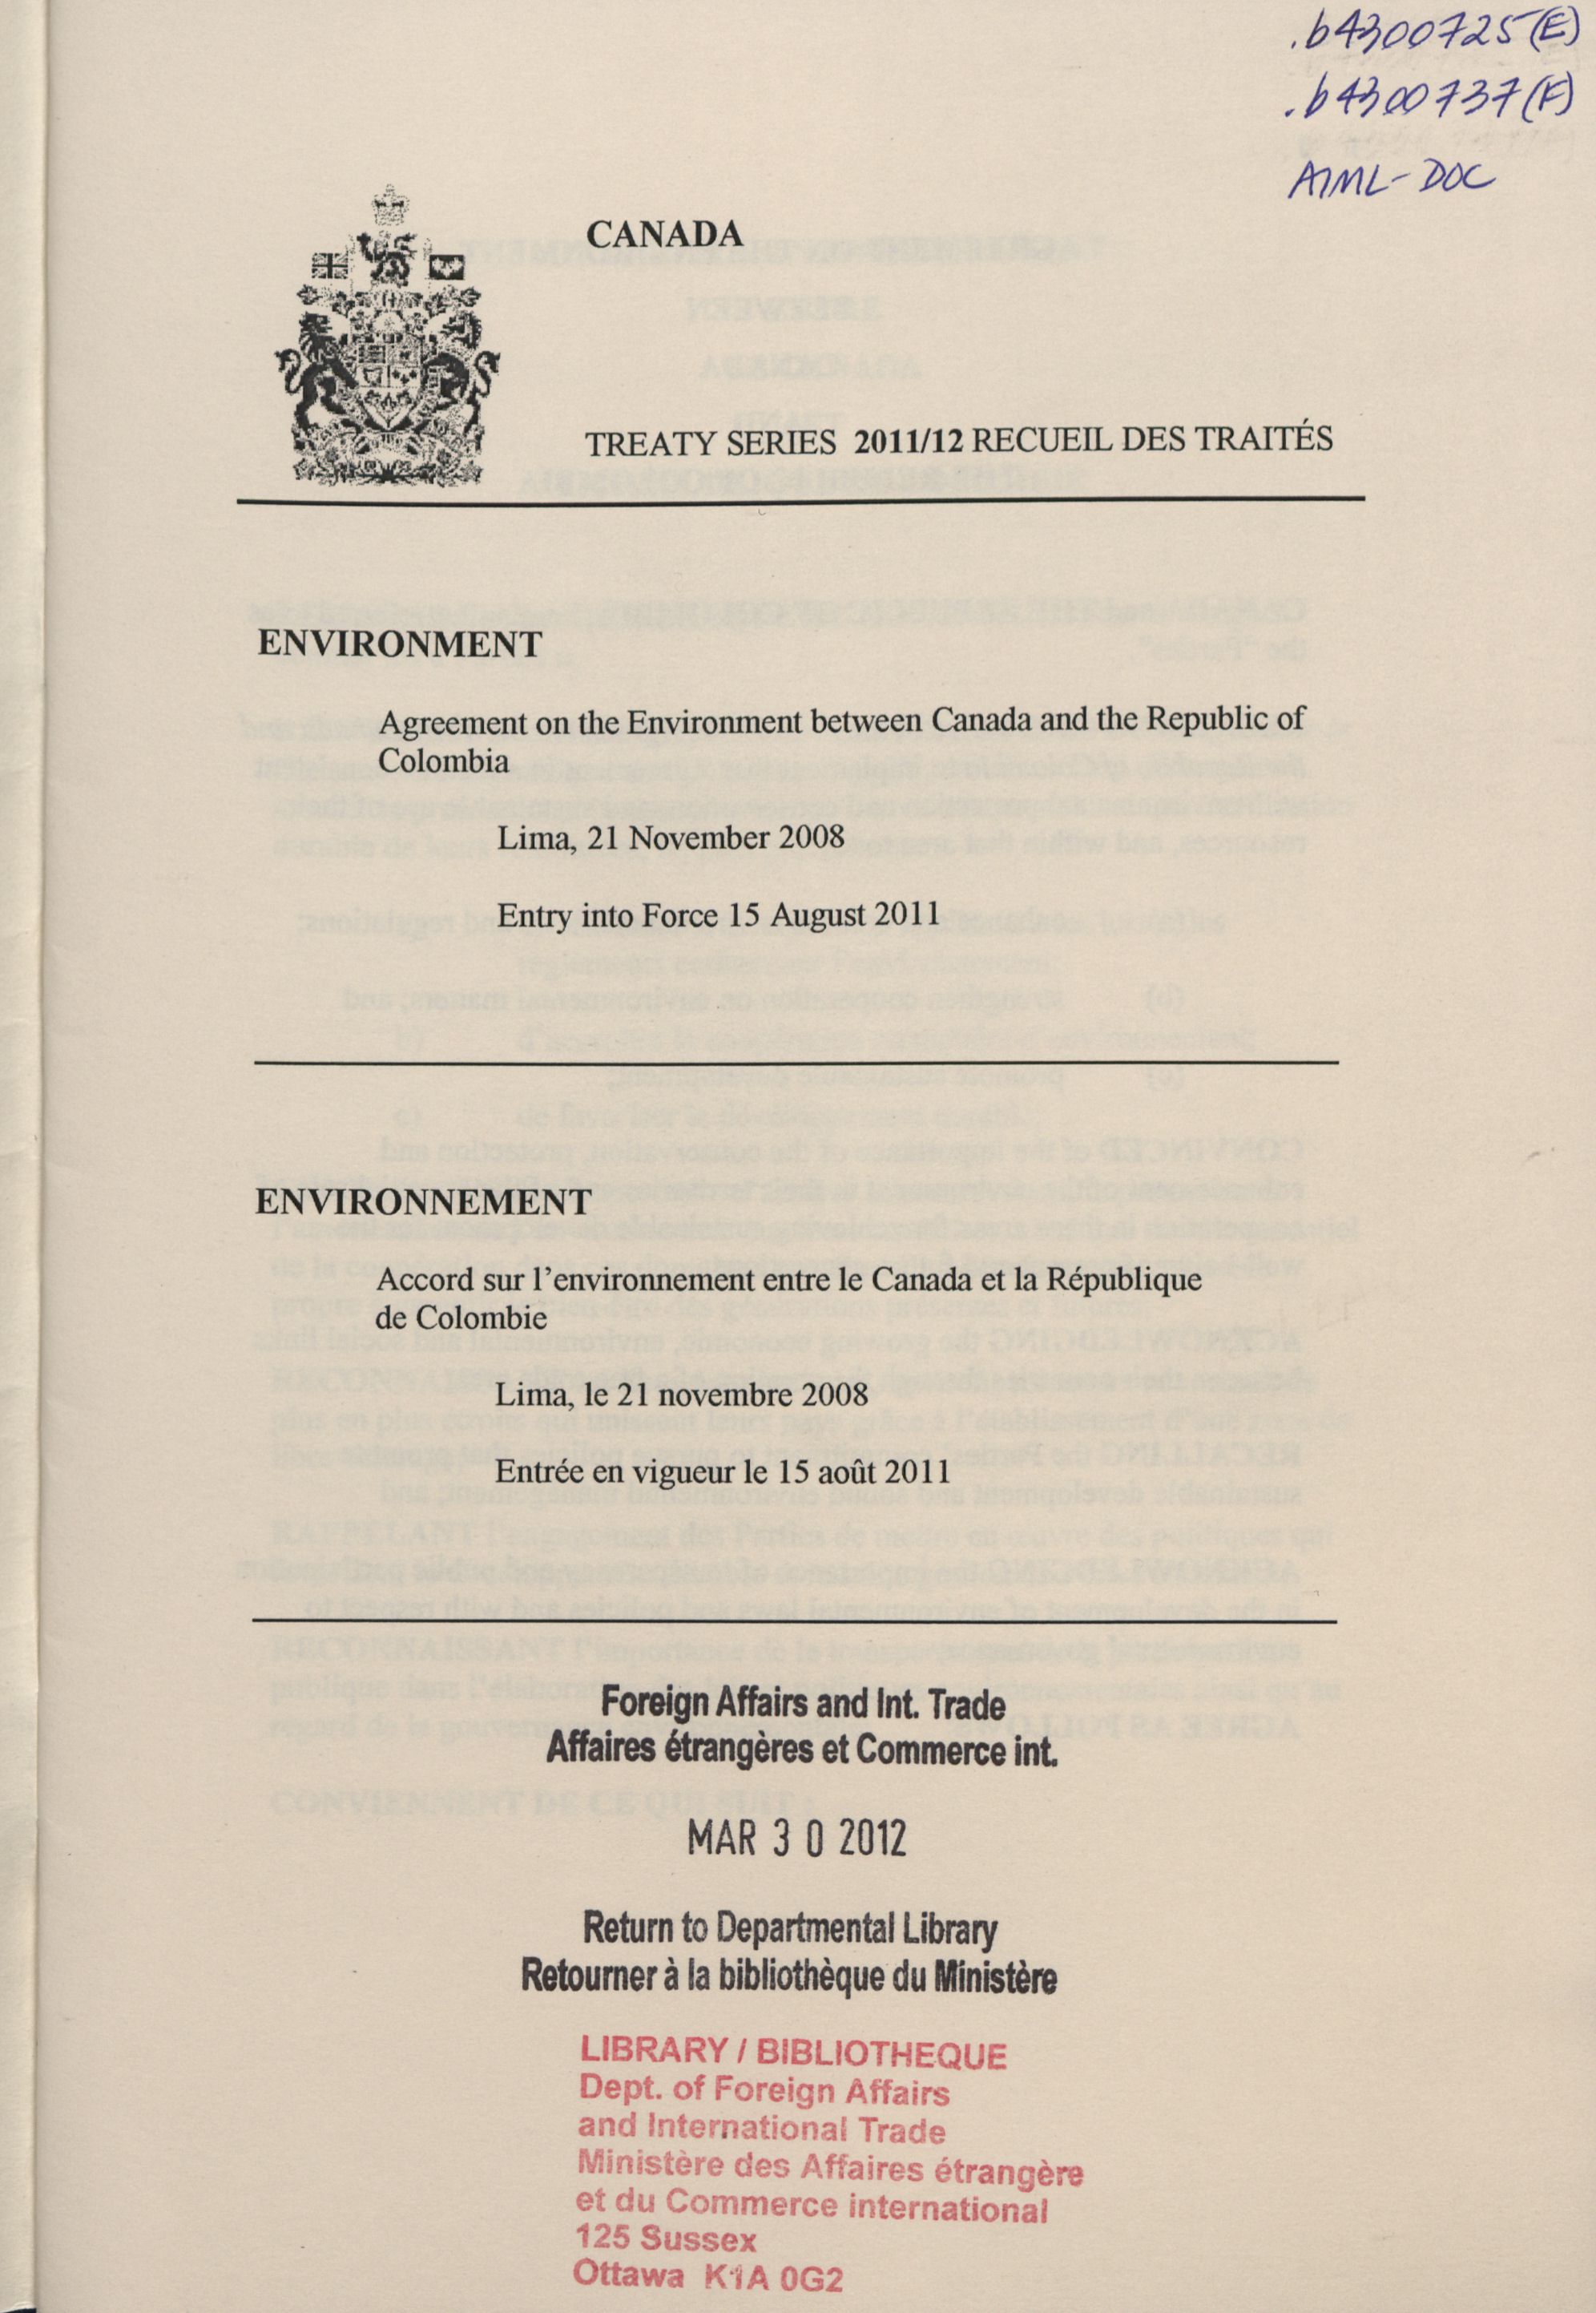 .b4300725(E)
.b4300737(F)
CANADA
TREATY SERIES 2011/12 RECUEIL DES TRAITÉS
ENVIRONMENT
Agreement on the Environment between Canada and the Republic of
Colombia
Lima, 21 November 2008
Entry into Force 15 August 2011
ENVIRONNEMENT
Accord sur l’environnement entre le Canada et la République
de Colombie
Lima, le 21 novembre 2008
Entrée en vigueur le 15 août 2011
Foreign Affairs and Int. Trade
Affaires étrangères et Commerce int.
MAR 30 2012
Return to Departmental Library
Retourner à la bibliothèque du Ministère
LIBRARY / BIBLIOTHEQUE
Dept. of Foreign Affairs
and International Trade
Ministère des Affaires étrangère
et du Commerce international
125 Sussex
Ottawa K1A 0G2